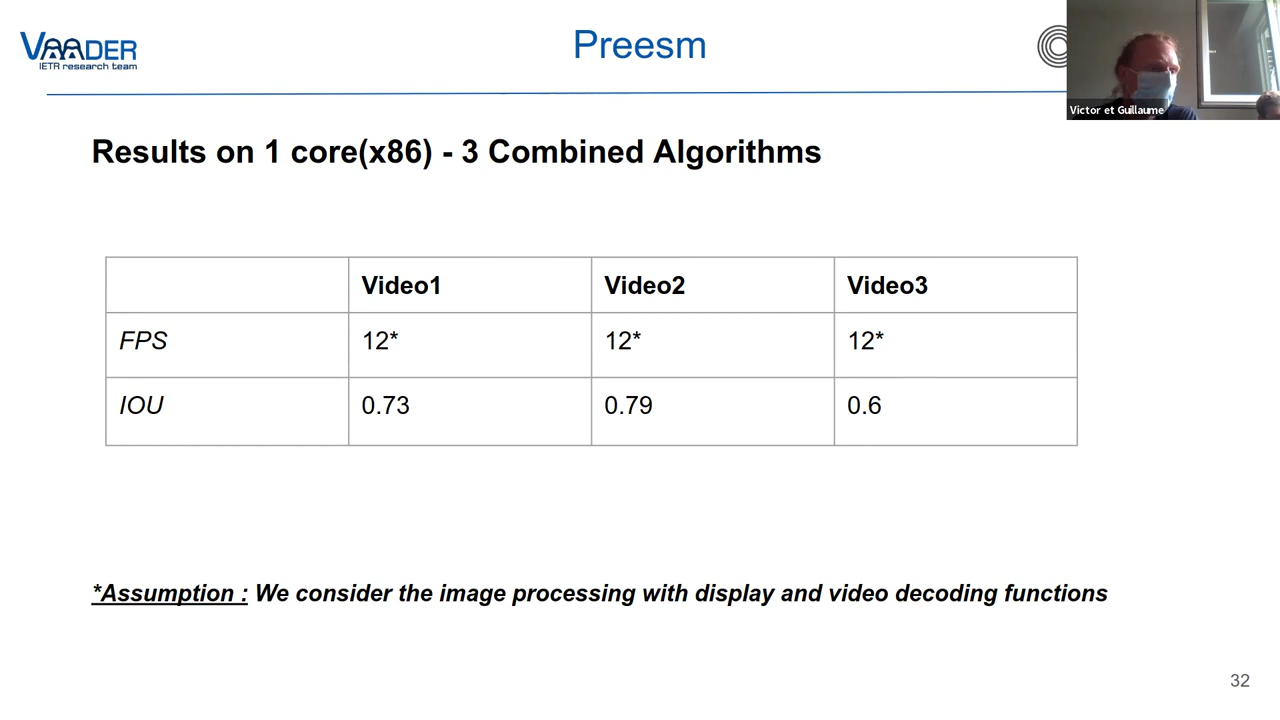 VAADER
IETR research team
Preesm
Victor et Guillaume
Results on 1 core(x86) - 3 Combined Algorithms
Video1 Video2 Video3
FPS 12* 12* 12*
IOU 0.73 0.79 0.6
*Assumption : We consider the image processing with display and video decoding functions
32